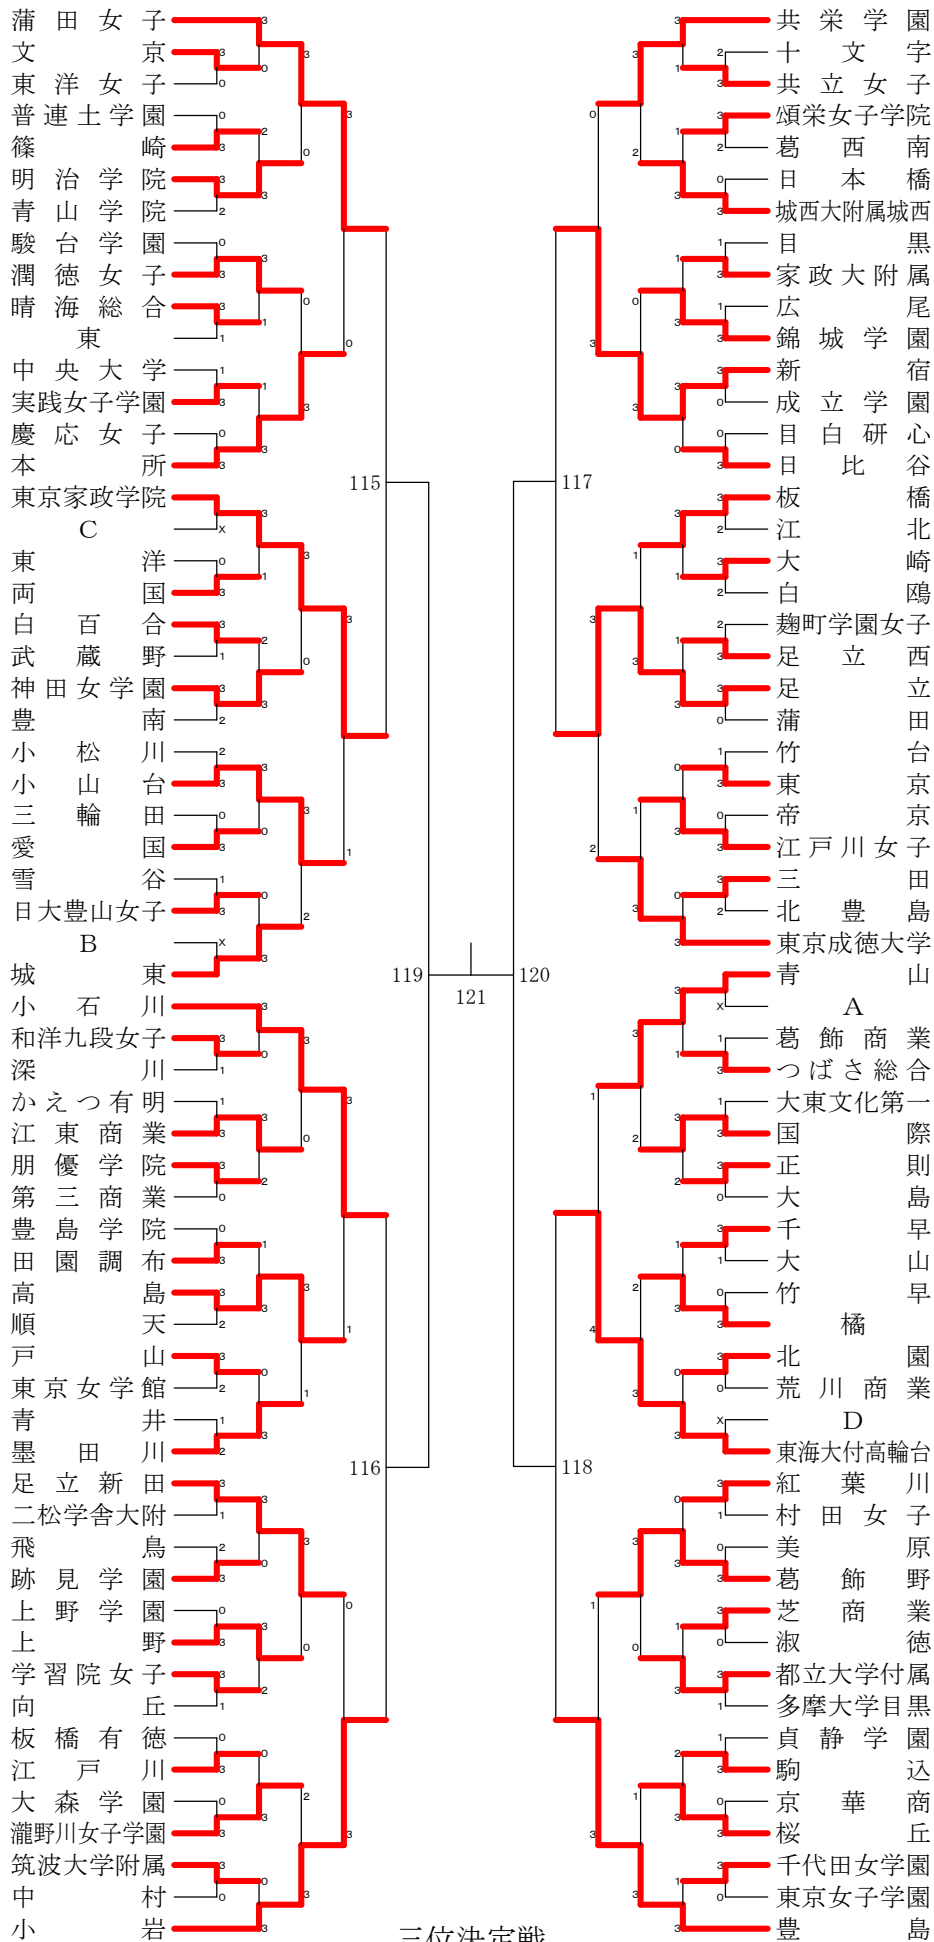 蒲田女子
文京
東洋女子
普連土学園
篠崎
明治学院
青山学院
駿台学園
潤徳女子
晴海総合
東
中央大学
実践女子学園
慶応女子
本所
東京家政学院
C
東洋
両国
白百合
武蔵野
神田女学園
豊南
小松川
小山台
三輪田
愛国
雪谷
日大豊山女子
B
城東
小石川
和洋九段女子
深川
かえつ有明
江東商業
朋優学院
第三商業
豊島学院
田園調布
高島
順天
戸山
東京女学館
青井
墨田川
足立新田
二松学舎大附
飛鳥
跡見学園
上野学園
上野
学習院女子
向丘
板橋有徳
江戸川
大森学園
瀧野川女子学園
筑波大学附属
中村
小岩
115
116
119
121
120
117
118
三位決定戦
共栄学園
十文字
共立女子
頌栄女子学院
葛西南
日本橋
城西大附属城西
目黒
家政大附属
広尾
錦城学園
新宿
成立学園
目白研心
日比谷
板橋
江北
大崎
白鴎
麹町学園女子
足立西
足立
蒲田
竹台
東京
帝京
江戸川女子
三田
北豊島
東京成徳大学
青山
A
葛飾商業
つばさ総合
大東文化第一
国際
正則
大島
千早
大山
竹早
橘
北園
荒川商業
D
東海大付高輪台
紅葉川
村田女子
美原
葛飾野
芝商業
淑徳
都立大学付属
多摩大学目黒
貞静学園
駒込
京華商
桜丘
千代田女学園
東京女子学園
豊島